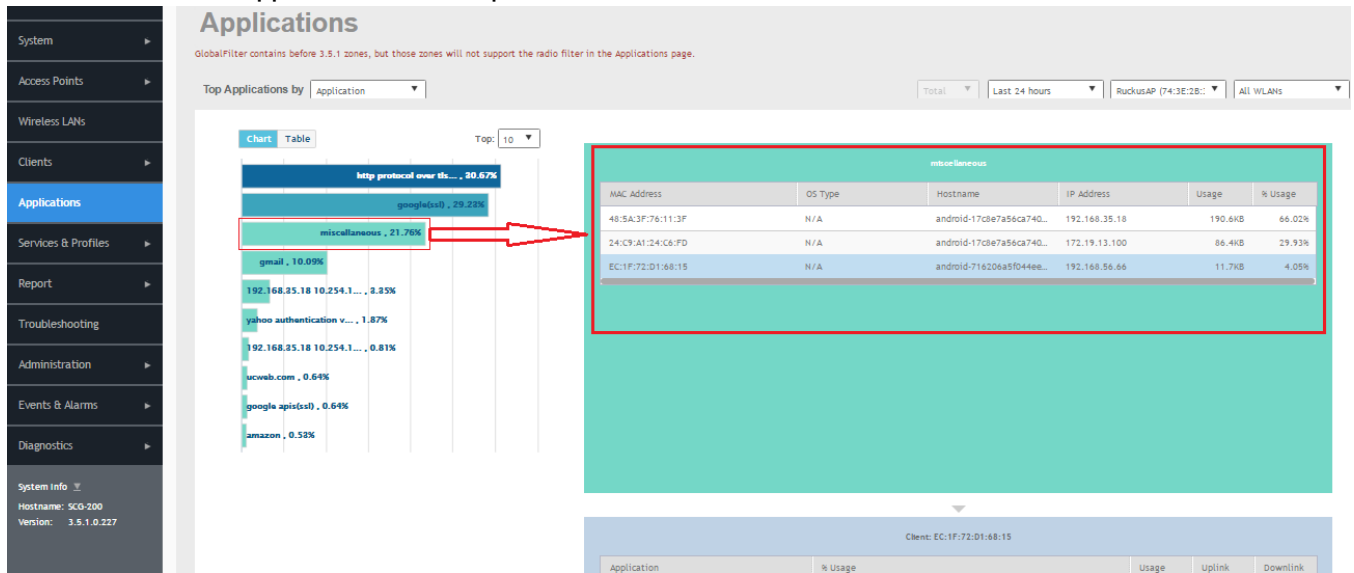 Applications
GlobalFilter contains before 3.5.1 zones, but those zones will not support the radio filter in the Applications page.
System
Access Points
Wireless LANs
Clients
Applications
Services & Profiles
Report
Troubleshooting
Administration
Events & Alarms
Diagnostics
System Info
Hostname: SCG-200
Version: 3.5.1.0.227
Top Applications by Application
Total Last 24 hours RuckusAP (74:3E:2B:: All WLANs
Chart Table Top: 10
http protocol over tls... , 30.67%
google(ssl) , 29.23%
miscellaneous , 21.76%
gmail , 10.09%
192.168.35.18 10.254.1... , 2.35%
yahoo authentication v... , 1.87%
192.168.35.18 10.254.1... , 0.81%
ucweb.com , 0.64%
google apis(ssl) , 0.64%
amazon , 0.58%
miscellaneous
MAC Address OS Type Hostname IP Address Usage % Usage
48:5A:3F:76:11:3F N/A android-17c8e7a56ca740... 192.168.35.18 190.6KB 66.02%
24:C9:A1:24:C6:FD N/A android-17c8e7a56ca740... 172.19.13.100 86.4KB 29.93%
EC:1F:72:D1:68:15 N/A android-716206a5f044ee... 192.168.56.66 11.7KB 4.05%
Client: EC:1F:72:D1:68:15
Application % Usage Usage Uplink Downlink